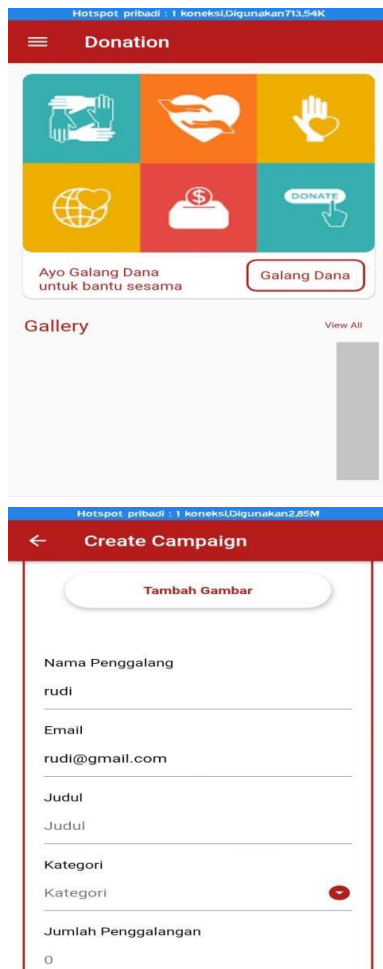 Hotspot pribadi : 1 koneksi,Digunakan713,54K
Donation
DONATE
Ayo Galang Dana
untuk bantu sesama
Galang Dana
Gallery
View All
Hotspot pribadi : 1 koneksi,Digunakan2,85M
Create Campaign
Tambah Gambar
Nama Penggalang
rudi
Email
rudi@gmail.com
Judul
Judul
Kategori
Kategori
Jumlah Penggalangan
0